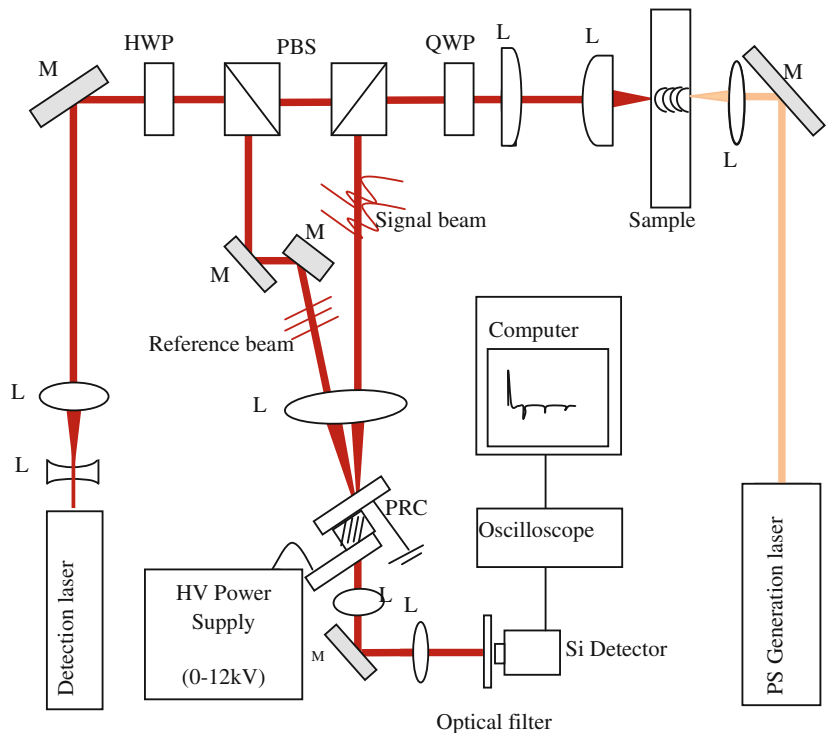 L
HWP
PBS
QWP
L
M
M
L
Sample
Signal beam
M
M
Reference beam
Computer
L
L
L
PRC
Oscilloscope
HV Power
Supply
(0-12kV)
L
L
M
Si Detector
Optical filter
Detection laser
PS Generation laser